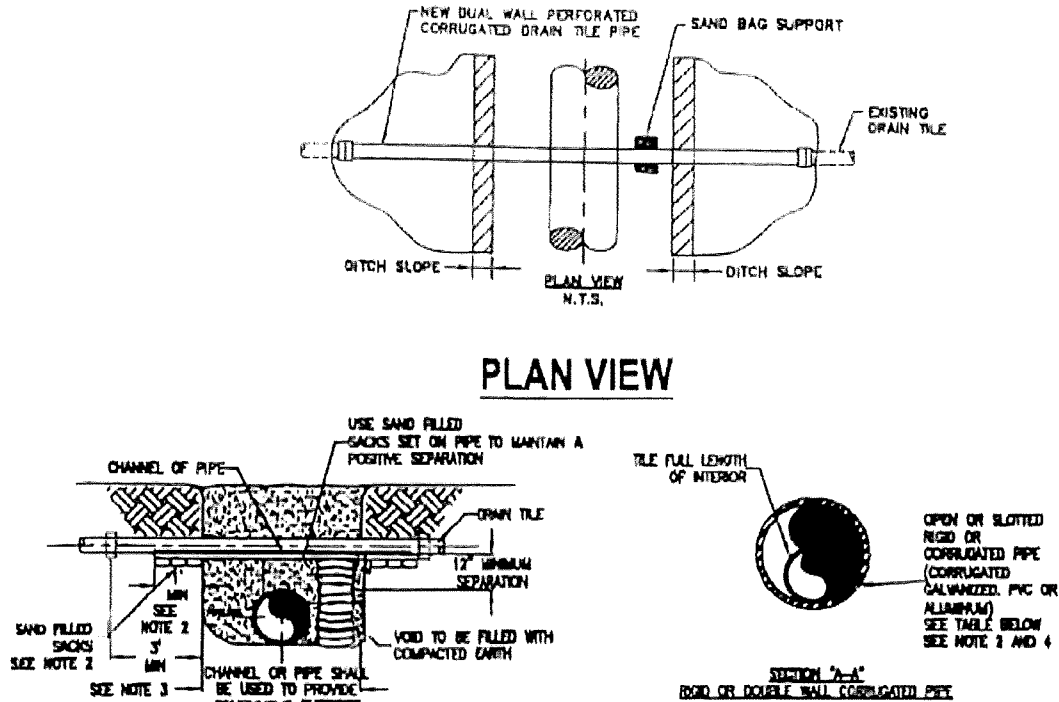 NEW DUAL WALL PERFORATED
CORRUGATED DRAIN TILE PIPE
SAND BAG SUPPORT
EXISTING
DRAIN TILE
DITCH SLOPE
PLAN VIEW
N.T.S.
DITCH SLOPE
PLAN VIEW
USE SAND FILLED
SACKS SET ON PIPE TO MAINTAIN A
POSITIVE SEPARATION
CHANNEL OF PIPE
DRAIN TILE
12" MINIMUM
SEPARATION
MIN
SEE
NOTE 2
SAND FILLED
SACKS
SEE NOTE 2
3'
MIN
SEE NOTE 3
VOID TO BE FILLED WITH
COMPACTED EARTH
CHANNEL OR PIPE SHALL
BE USED TO PROVIDE
TILE FULL LENGTH
OF INTERIOR
OPEN OR SLOTTED
RIGID OR
CORRUGATED PIPE
(CORRUGATED
GALVANIZED, PVC OR
ALUMINUM)
SEE TABLE BELOW
SEE NOTE 2 AND 4
SECTION "A-A"
RIGID OR DOUBLE WALL CORRUGATED PIPE